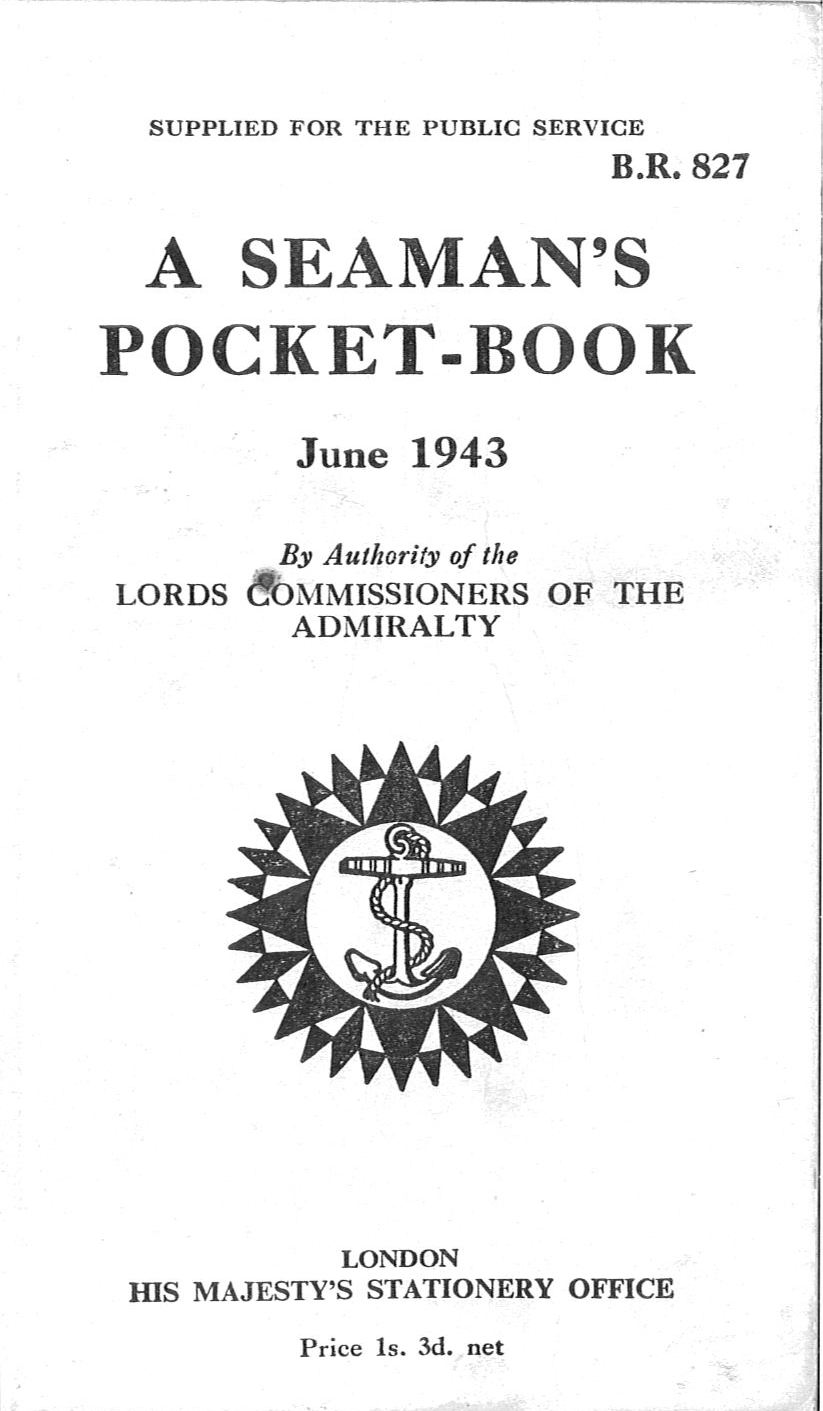 SUPPLIED FOR THE PUBLIC SERVICE
B.R. 827
A SEAMAN'S
POCKET-BOOK
June 1943
By Authority of the
LORDS COMMISSIONERS OF THE
ADMIRALTY
LONDON
HIS MAJESTY'S STATIONERY OFFICE
Price 1s. 3d. net